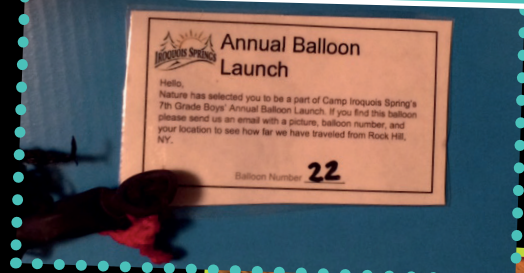 IROQUOIS SPRINGS
Annual Balloon
Launch
Hello,
Nature has selected you to be a part of Camp Iroquois Spring's
7th Grade Boys' Annual Balloon Launch. If you find this balloon
please send us an email with a picture, balloon number, and
your location to see how far we have traveled from Rock Hill,
NY.
Balloon Number 22